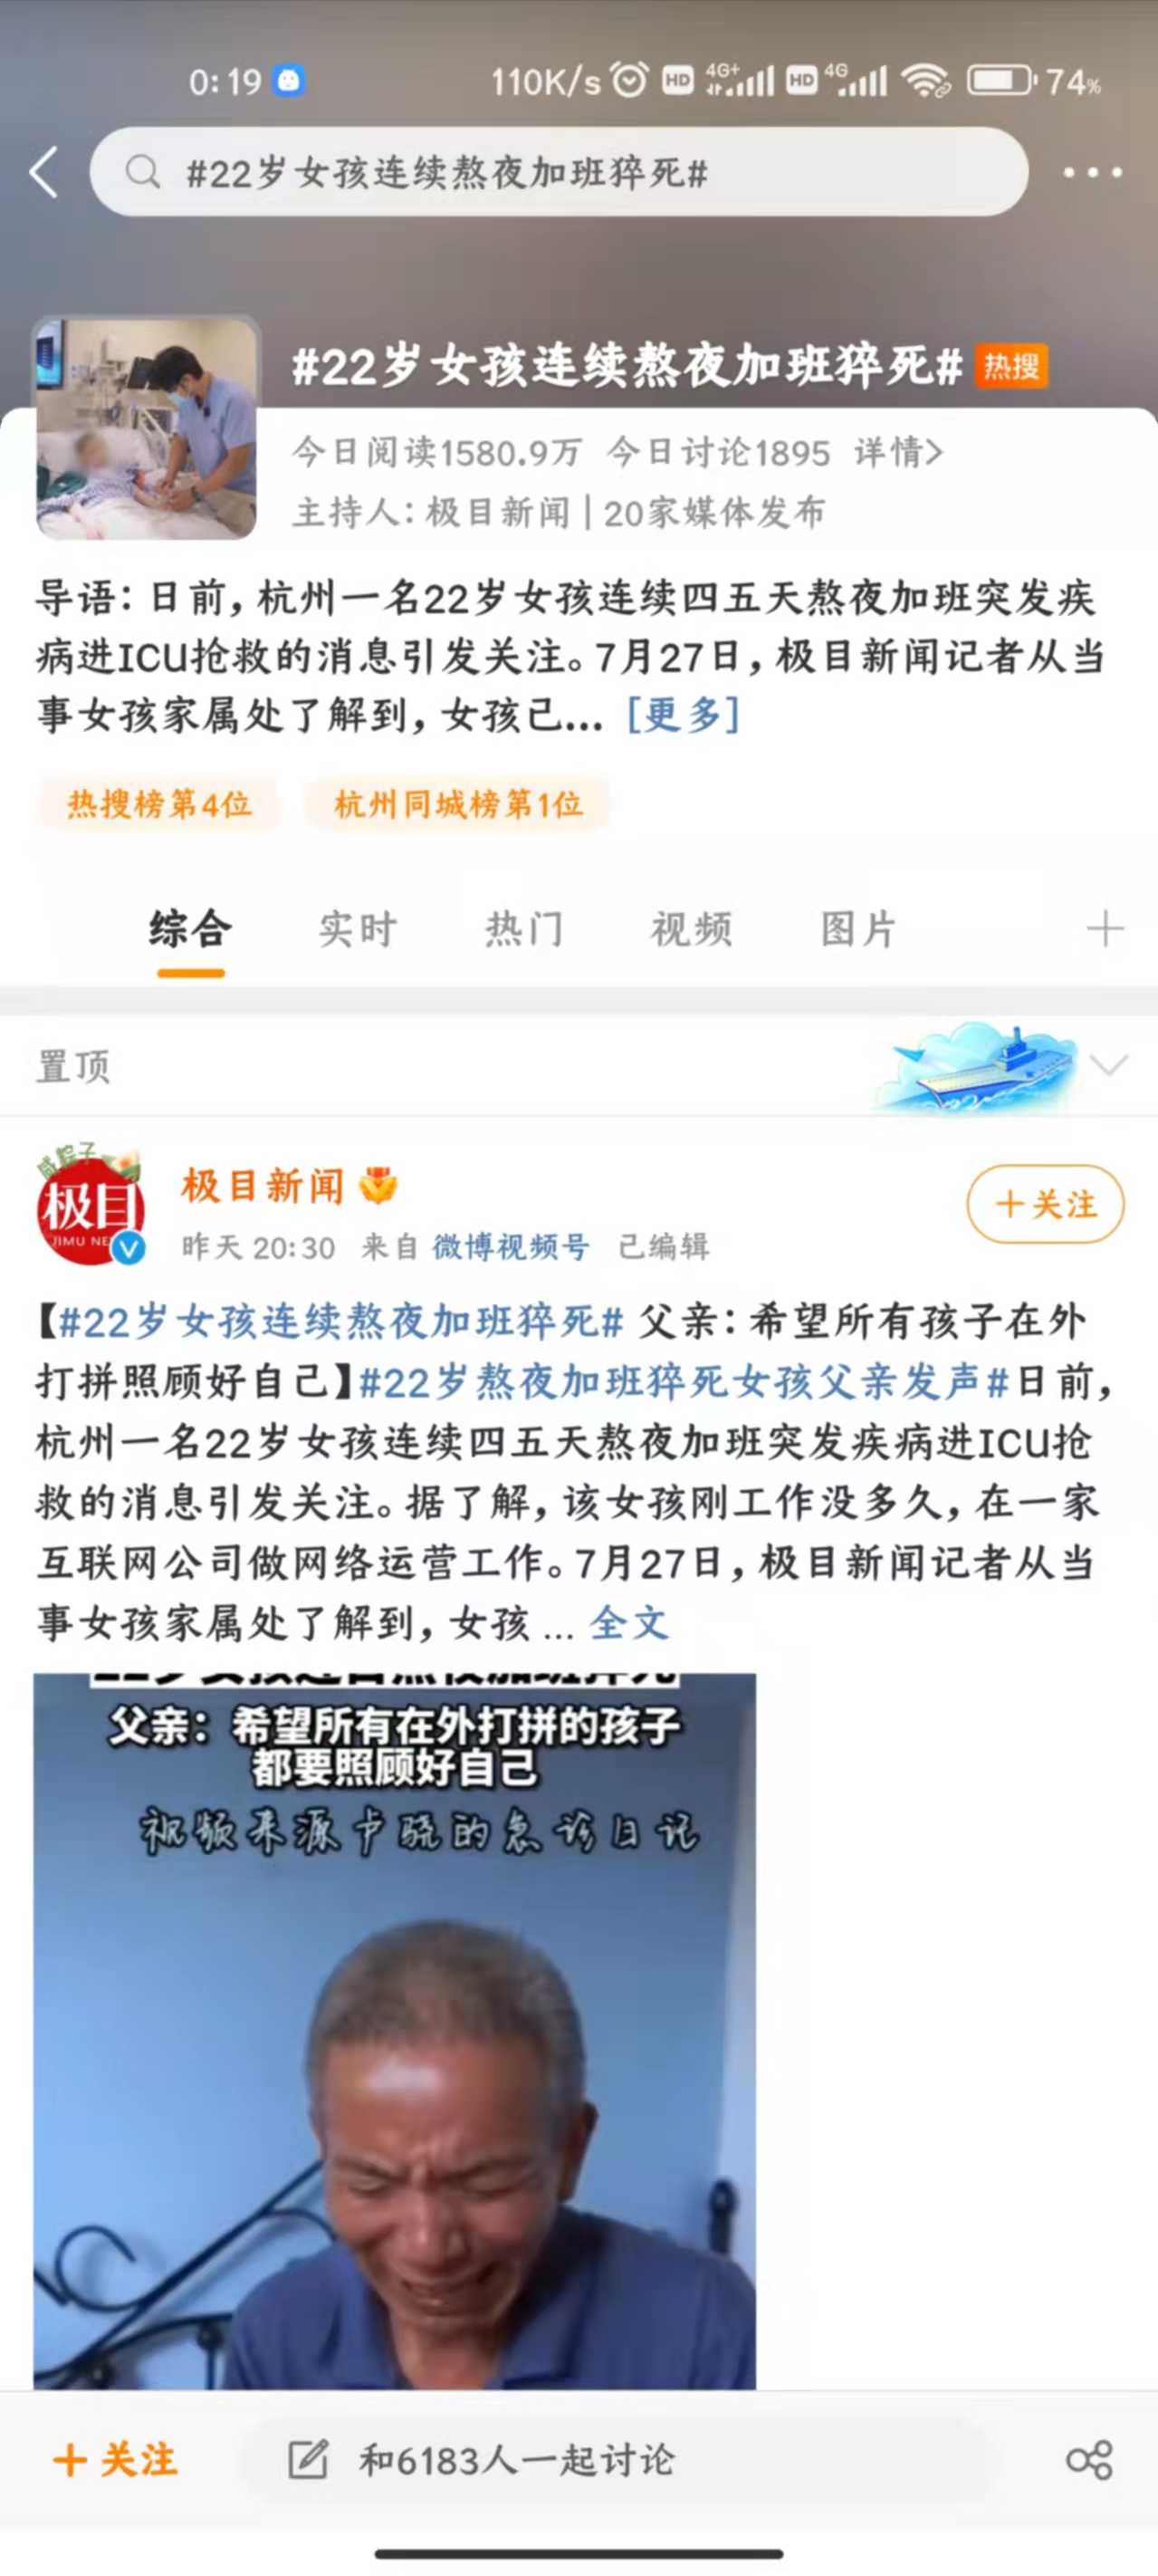 0:19 110K/s HD 4G+ HD 4G 74%
#22岁女孩连续熬夜加班猝死#
#22岁女孩连续熬夜加班猝死# 热搜
今日阅读1580.9万 今日讨论1895 详情>
主持人：极目新闻 | 20家媒体发布
导语：日前，杭州一名22岁女孩连续四五天熬夜加班突发疾
病进ICU抢救的消息引发关注。7月27日，极目新闻记者从当
事女孩家属处了解到，女孩已... [更多]
热搜榜第4位 杭州同城榜第1位
综合 实时 热门 视频 图片
置顶
咸粽子
极目
JIMU NE
极目新闻
+关注
昨天 20:30 来自 微博视频号 已编辑
【#22岁女孩连续熬夜加班猝死# 父亲：希望所有孩子在外
打拼照顾好自己】#22岁熬夜加班猝死女孩父亲发声#日前，
杭州一名22岁女孩连续四五天熬夜加班突发疾病进ICU抢
救的消息引发关注。据了解，该女孩刚工作没多久，在一家
互联网公司做网络运营工作。7月27日，极目新闻记者从当
事女孩家属处了解到，女孩 ... 全文
父亲：希望所有在外打拼的孩子
都要照顾好自己
视频来源卢骁的急诊日记
+关注 和6183人一起讨论